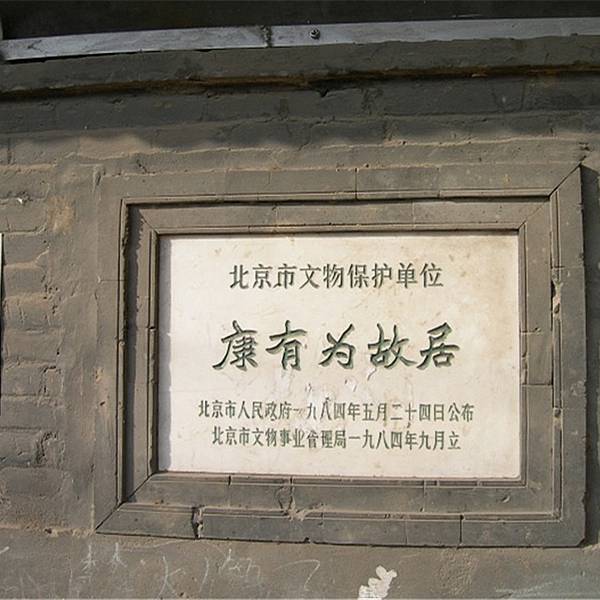 北京市文物保护单位
康有为故居
北京市人民政府一九八四年五月二十四日公布
北京市文物事业管理局一九八四年九月立